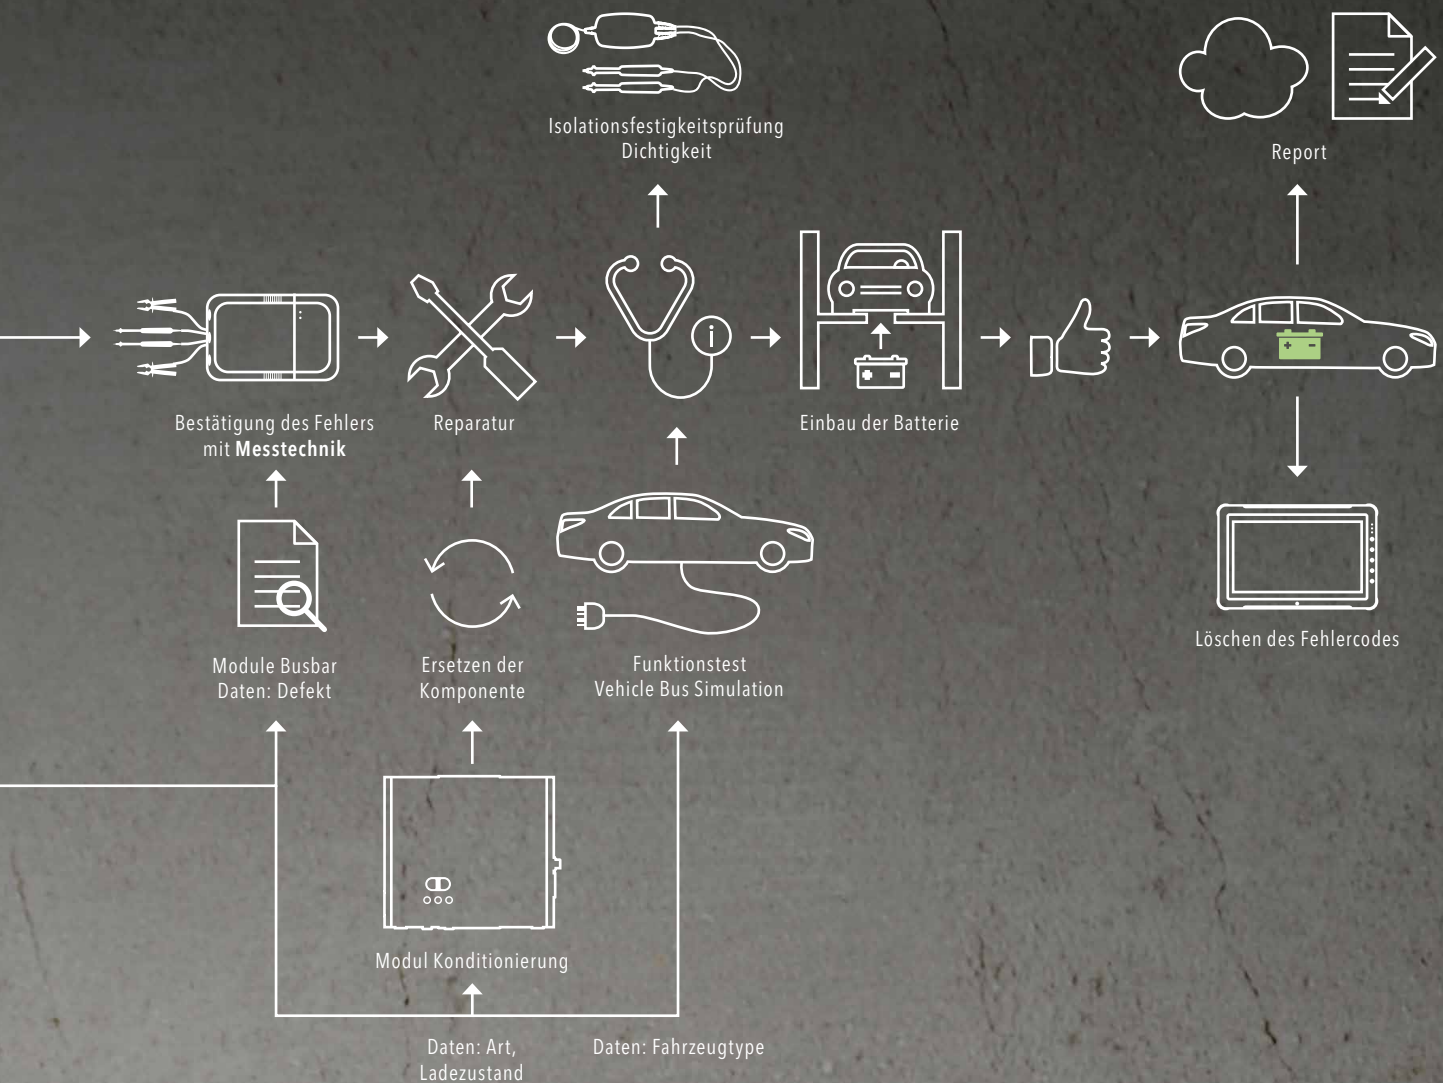 Isolationsfestigkeitsprüfung
Dichtigkeit
Report
i
Bestätigung des Fehlers
mit Messtechnik
Reparatur
Einbau der Batterie
Module Busbar
Daten: Defekt
Ersetzen der
Komponente
Funktionstest
Vehicle Bus Simulation
Löschen des Fehlercodes
Modul Konditionierung
Daten: Art,
Ladezustand
Daten: Fahrzeugtype